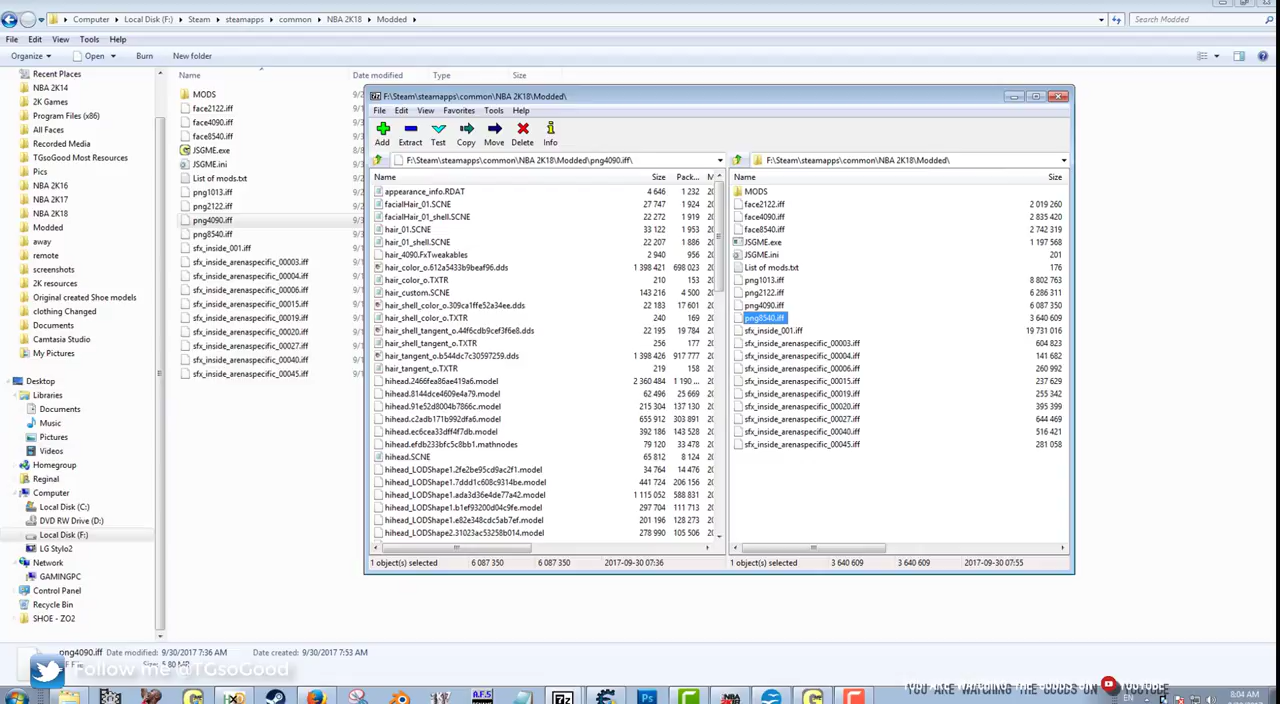 Computer ▸ Local Disk (F:) ▸ Steam ▸ steamapps ▸ common ▸ NBA 2K18 ▸ Modded ▸
Search Modded
File Edit View Tools Help
Organize ▾ Open ▾ Burn New folder
Recent Places
NBA 2K14
2K Games
Program Files (x86)
All Faces
Recorded Media
TGsoGood Most Resources
Pics
NBA 2K16
NBA 2K17
NBA 2K18
Modded
away
Remote
screenshots
2K resources
Original created Shoe models
clothing Changed
Documents
Camtasia Studio
My Pictures
Desktop
Libraries
Documents
Music
Pictures
Videos
Homegroup
Reginal
Computer
Local Disk (C:)
DVD RW Drive (D:)
Local Disk (F:)
LG Stylo2
Network
GAMINGPC
Control Panel
Recycle Bin
SHOE - ZO2
Name Date modified Type Size
MODS
face2122.iff
face4090.iff
face8540.iff
JSGME.exe
JSGME.ini
List of mods.txt
png1013.iff
png2122.iff
png4090.iff
png8540.iff
sfx_inside_001.iff
sfx_inside_arenaspecific_00003.iff
sfx_inside_arenaspecific_00004.iff
sfx_inside_arenaspecific_00006.iff
sfx_inside_arenaspecific_00015.iff
sfx_inside_arenaspecific_00019.iff
sfx_inside_arenaspecific_00020.iff
sfx_inside_arenaspecific_00027.iff
sfx_inside_arenaspecific_00040.iff
sfx_inside_arenaspecific_00045.iff
F:\Steam\steamapps\common\NBA 2K18\Modded\
File Edit View Favorites Tools Help
Add Extract Test Copy Move Delete Info
F:\Steam\steamapps\common\NBA 2K18\Modded\png4090.iff\
Name Size Pack... M
appearance_info.RDAT 4 646 1 232
facialHair_01.SCNE 27 747 1 924
facialHair_01_shell.SCNE 22 272 1 919
hair_01.SCNE 33 122 1 953
hair_01_shell.SCNE 22 207 1 886
hair_4090.FxTweakables 2 940 956
hair_color_o.612a5433b9beaf96.dds 1 398 421 698 023
hair_color_o.TXTR 210 153
hair_custom.SCNE 143 216 4 500
hair_shell_color_o.309ca1ffe52a34ee.dds 22 183 17 601
hair_shell_color_o.TXTR 240 169
hair_shell_tangent_o.44f6cdb9cef3f6e8.dds 22 195 19 784
hair_shell_tangent_o.TXTR 256 177
hair_tangent_o.b544dc7c30597259.dds 1 398 426 917 777
hair_tangent_o.TXTR 219 158
hihead.2466fea86ae419a6.model 2 360 484 1 190 ...
hihead.8144dce4609e4a79.model 62 496 25 669
hihead.91e52d8004b7866c.model 215 304 137 130
hihead.c2adb171b992dfa6.model 655 912 303 891
hihead.ec6cea33dff4f7db.model 392 186 143 528
hihead.efdb233bfc5c8bb1.mathnodes 79 120 33 478
hihead.SCNE 65 812 8 124
hihead_LODShape1.2fe2be95cd9ac2f1.model 34 764 14 476
hihead_LODShape1.7ddd1c608c9314be.model 441 724 206 156
hihead_LODShape1.ada3d36e4de77a42.model 1 115 052 588 831
hihead_LODShape1.b1ef93200d04c9fe.model 297 704 111 713
hihead_LODShape1.e82e348cdc5ab7ef.model 201 196 128 273
hihead_LODShape2.31023ac53258b014.model 278 990 105 506
1 object(s) selected 6 087 350 6 087 350 2017-09-30 07:36
F:\Steam\steamapps\common\NBA 2K18\Modded\
Name Size
MODS
face2122.iff 2 019 260
face4090.iff 2 835 420
face8540.iff 2 742 319
JSGME.exe 1 197 568
JSGME.ini 201
List of mods.txt 176
png1013.iff 8 802 763
png2122.iff 6 286 311
png4090.iff 6 087 350
png8540.iff 3 640 609
sfx_inside_001.iff 19 731 016
sfx_inside_arenaspecific_00003.iff 604 823
sfx_inside_arenaspecific_00004.iff 141 682
sfx_inside_arenaspecific_00006.iff 260 992
sfx_inside_arenaspecific_00015.iff 237 629
sfx_inside_arenaspecific_00019.iff 255 342
sfx_inside_arenaspecific_00020.iff 395 399
sfx_inside_arenaspecific_00027.iff 644 469
sfx_inside_arenaspecific_00040.iff 516 421
sfx_inside_arenaspecific_00045.iff 281 058
1 object(s) selected 3 640 609 3 640 609 2017-09-30 07:55
png4090.iff Date modified: 9/30/2017 7:36 AM Date created: 9/30/2017 7:53 AM
Follow me @TGsoGood
YOU ARE WATCHING THE GOODS ON YOUTUBE
EN 8:04 AM